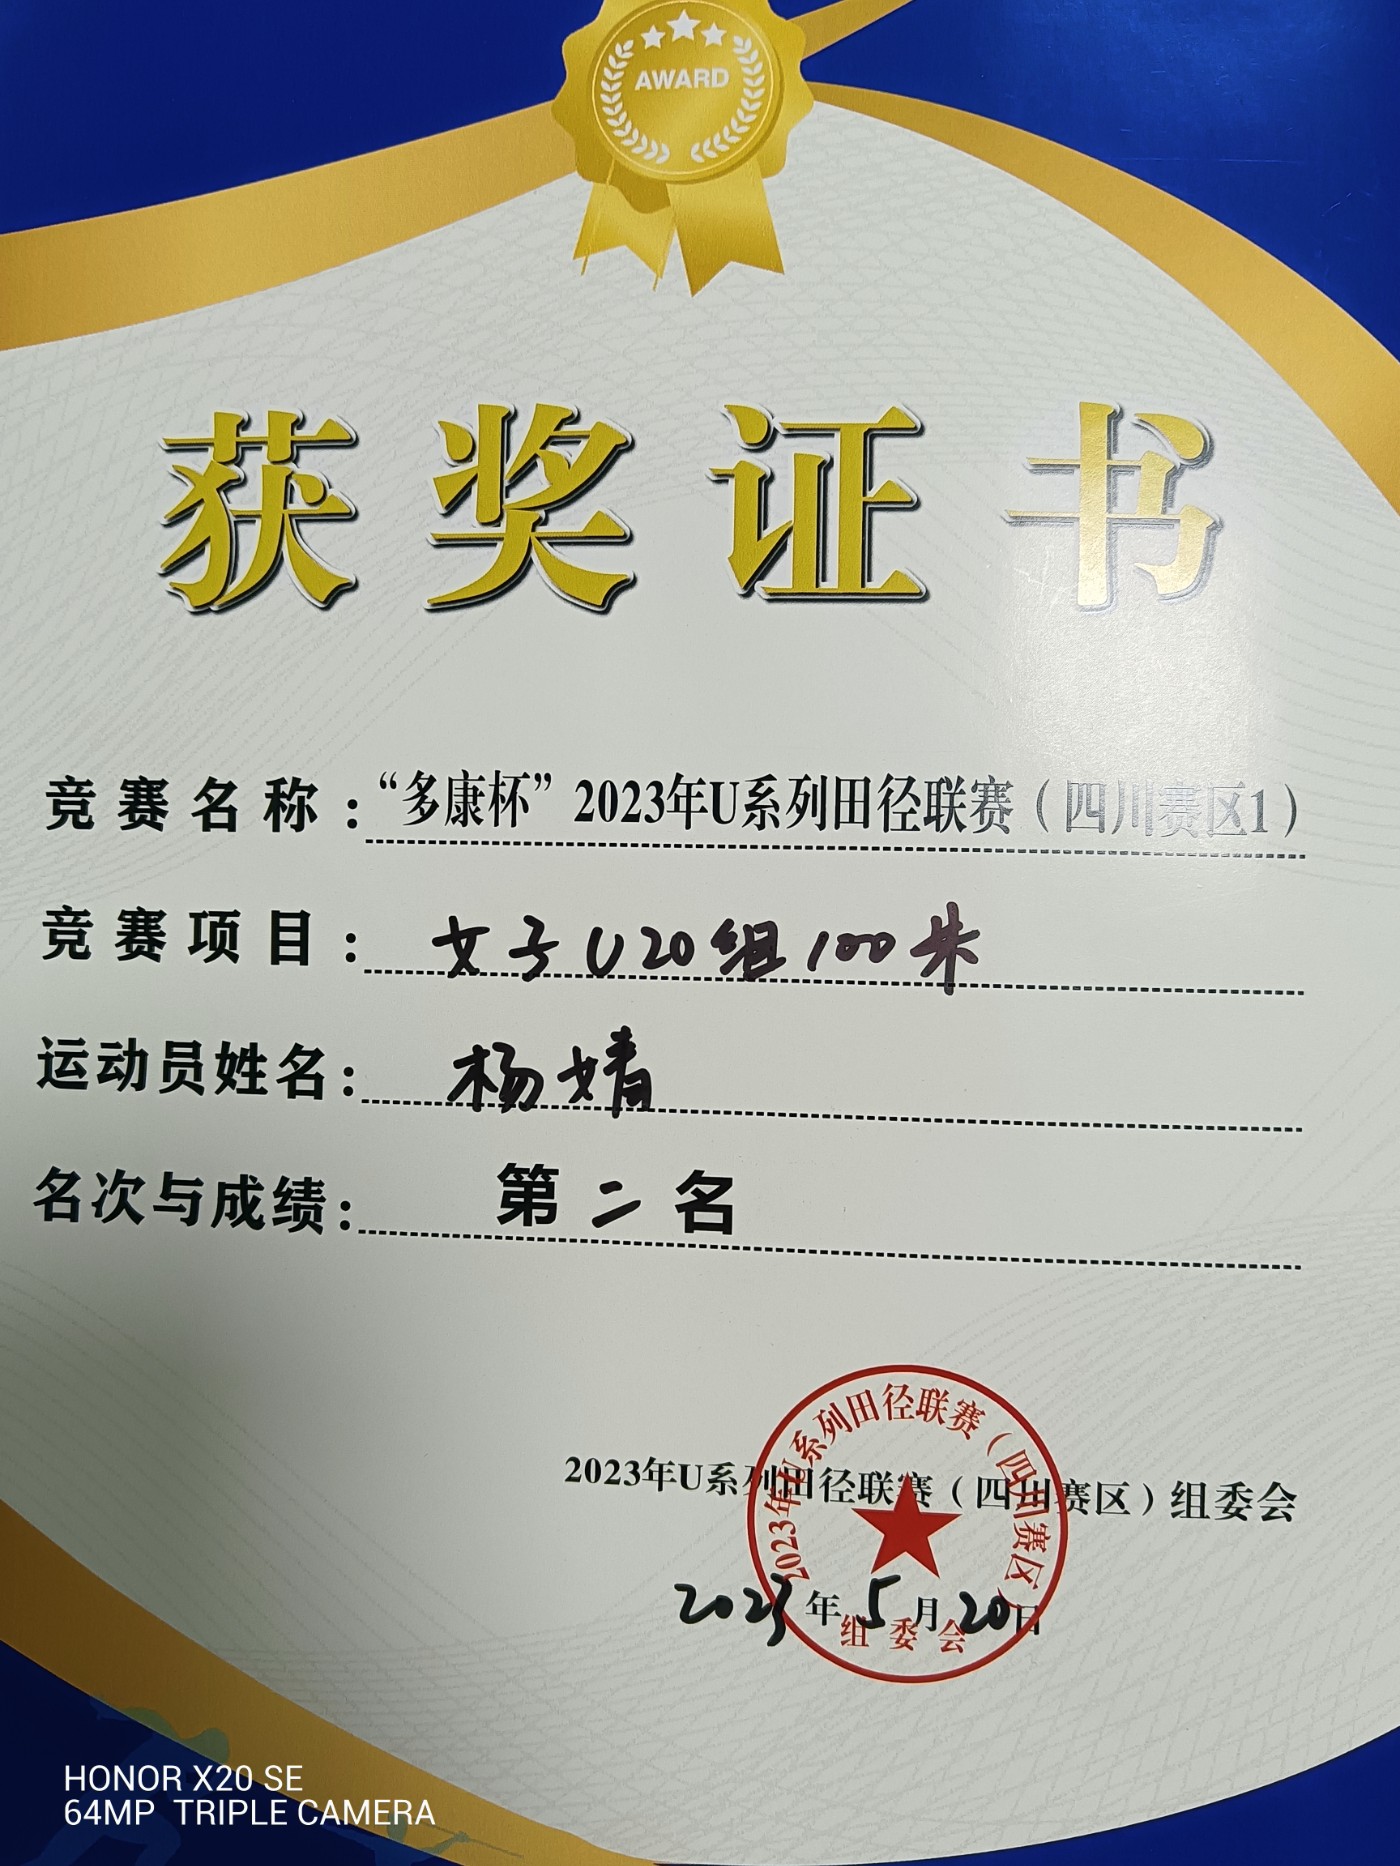 AWARD
获奖证书
竞赛名称：“多康杯”2023年U系列田径联赛（四川赛区1）
竞赛项目：女子U20组100米
运动员姓名：杨婧
名次与成绩：第二名
2023年U系列田径联赛（四川赛区）组委会
2023年5月20日
2023年U系列田径联赛（四川赛区）
组委会
HONOR X20 SE
64MP TRIPLE CAMERA